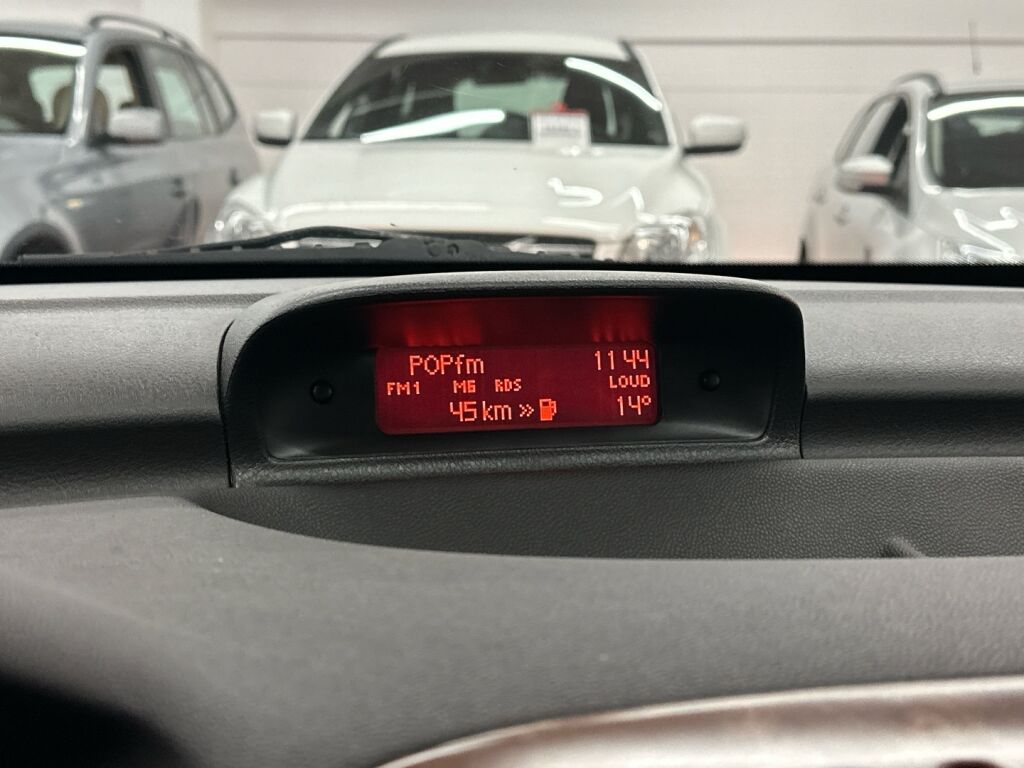 POPfm 11 44
FM1 M6 RDS LOUD
45 km » 14°